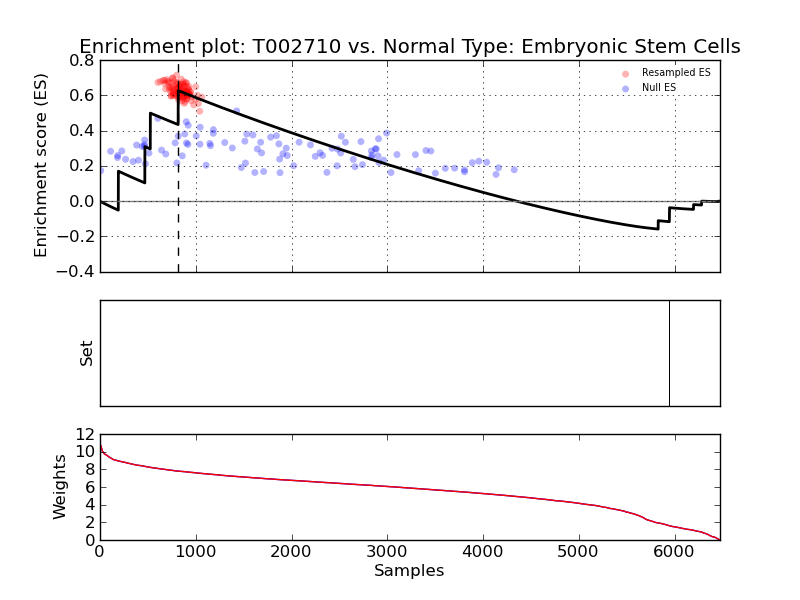 Enrichment plot: T002710 vs. Normal Type: Embryonic Stem Cells
Enrichment score (ES)
0.8
0.6
0.4
0.2
0.0
−0.2
−0.4
Resampled ES
Null ES
Set
Weights
12
10
8
6
4
2
0
0 1000 2000 3000 4000 5000 6000
Samples